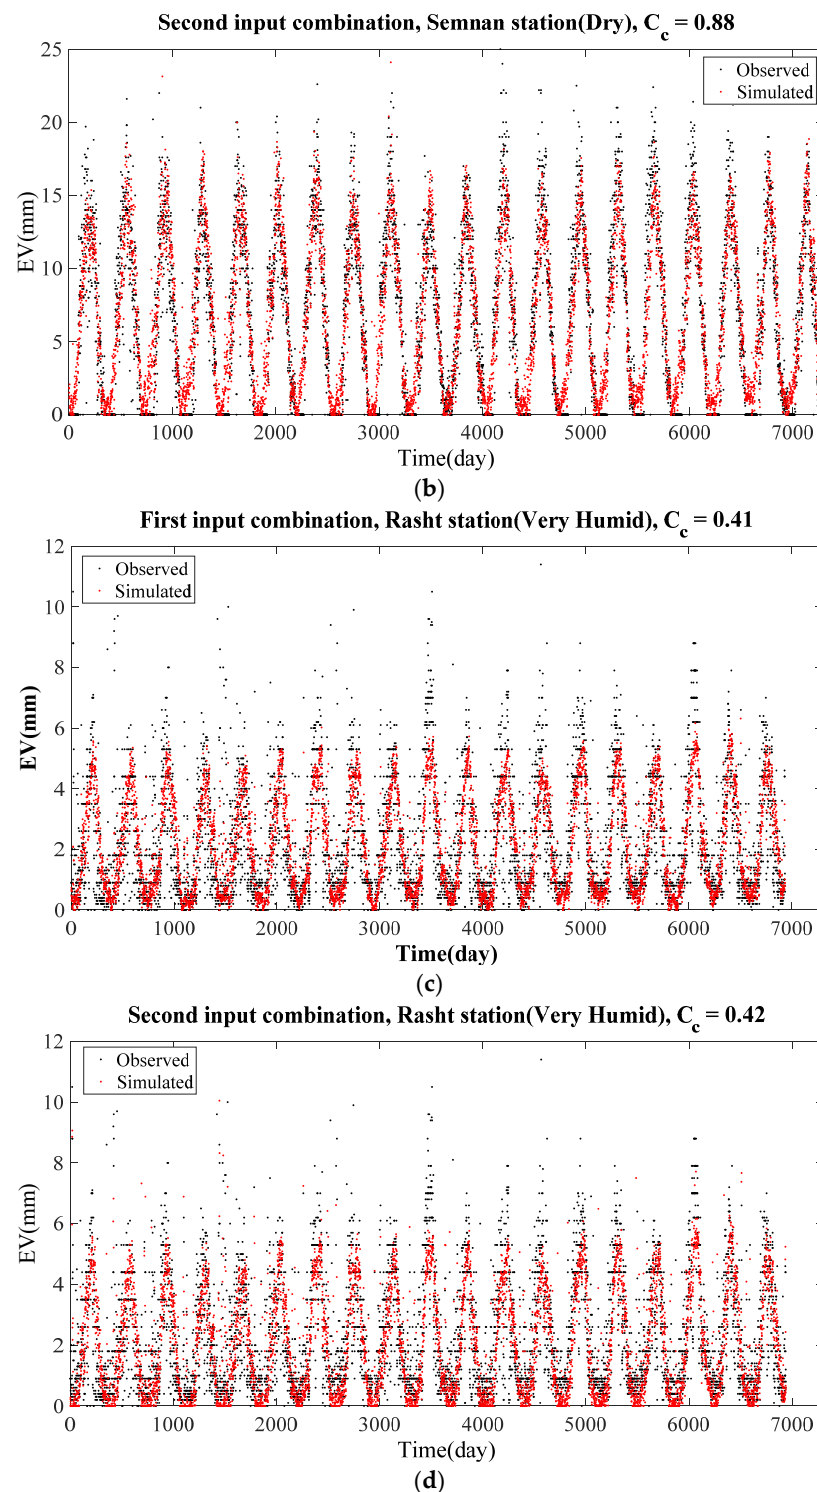 Second input combination, Semnan station(Dry), C_c = 0.88
25
Observed
Simulated
20
15
10
5
0
EV(mm)
0 1000 2000 3000 4000 5000 6000 7000
Time(day)
(b)
First input combination, Rasht station(Very Humid), C_c = 0.41
12
Observed
Simulated
10
8
6
4
2
0
EV(mm)
0 1000 2000 3000 4000 5000 6000 7000
Time(day)
(c)
Second input combination, Rasht station(Very Humid), C_c = 0.42
12
Observed
Simulated
10
8
6
4
2
0
EV(mm)
0 1000 2000 3000 4000 5000 6000 7000
Time(day)
(d)